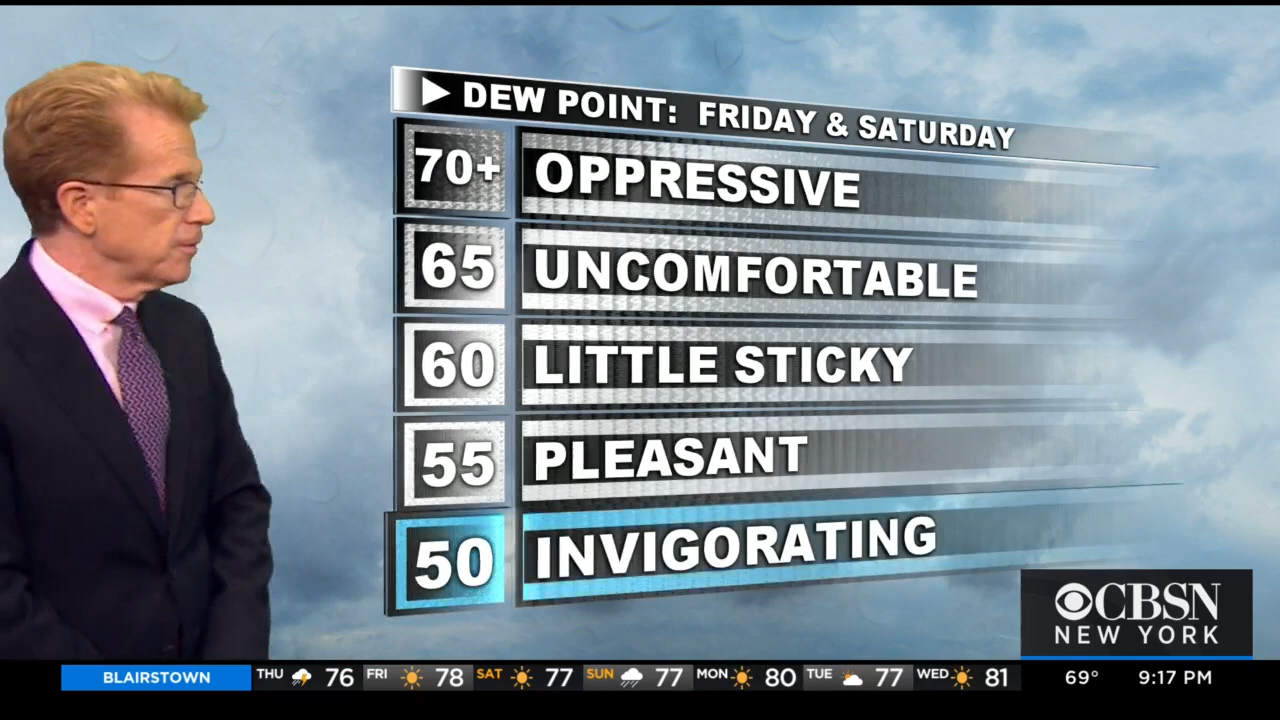 DEW POINT: FRIDAY & SATURDAY
70+ OPPRESSIVE
65 UNCOMFORTABLE
60 LITTLE STICKY
55 PLEASANT
50 INVIGORATING
CBSN
NEW YORK
BLAIRSTOWN THU 76 FRI 78 SAT 77 SUN 77 MON 80 TUE 77 WED 81 69° 9:17 PM